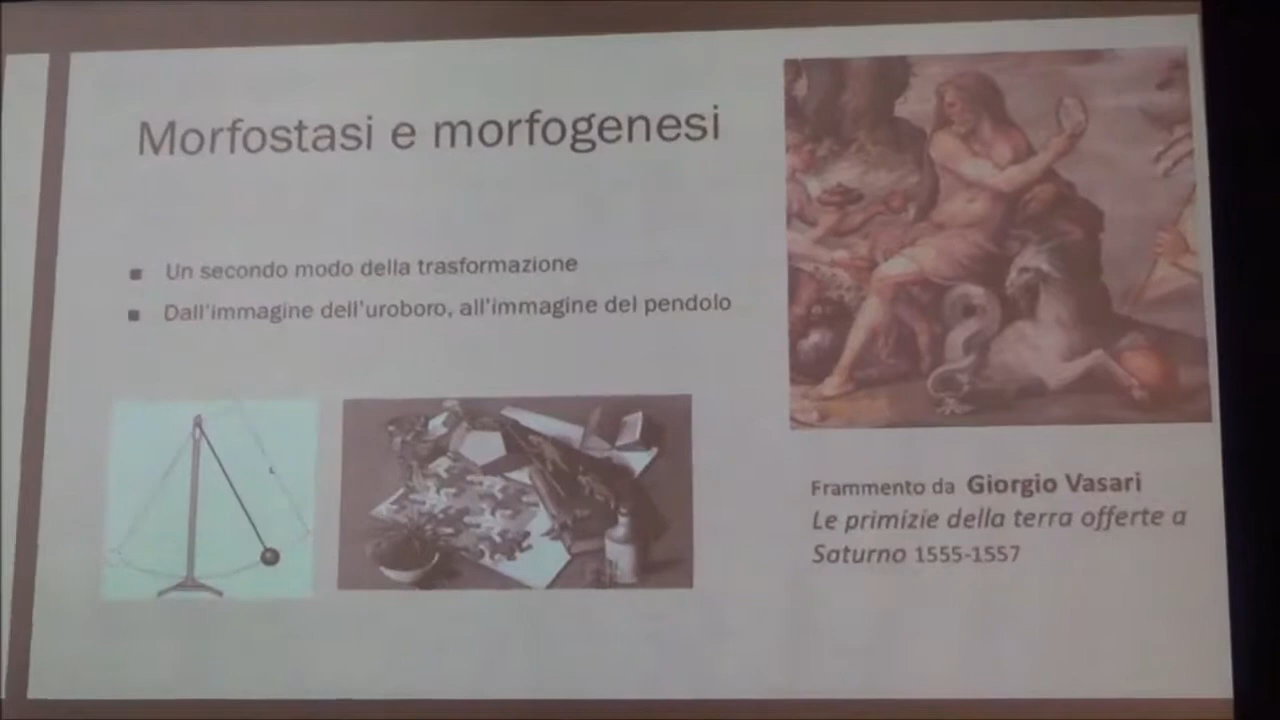 Morfostasi e morfogenesi
Un secondo modo della trasformazione
Dall'immagine dell'uroboro, all'immagine del pendolo
Frammento da Giorgio Vasari
Le primizie della terra offerte a
Saturno 1555-1557